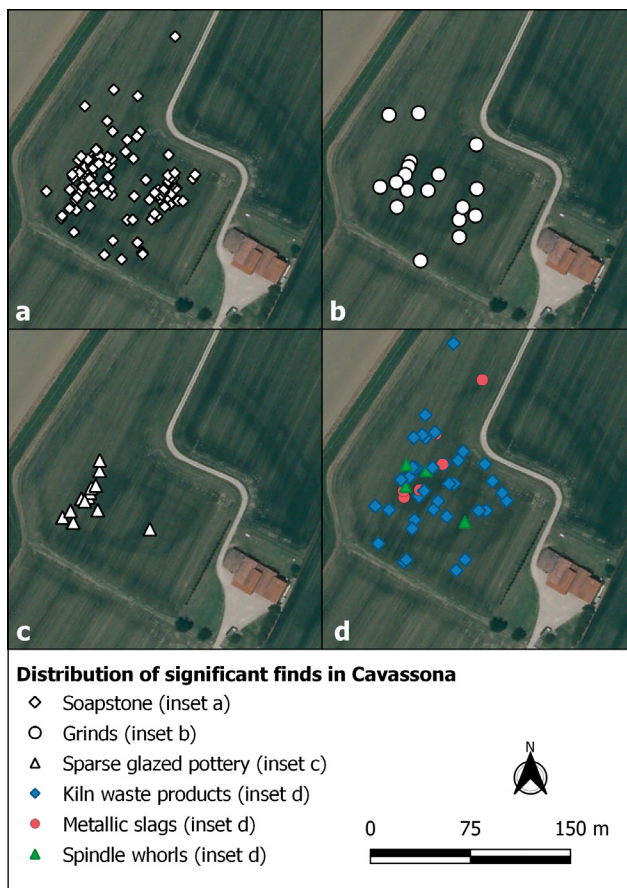 a
b
c
d
Distribution of significant finds in Cavassona
Soapstone (inset a)
Grinds (inset b)
Sparse glazed pottery (inset c)
Kiln waste products (inset d)
Metallic slags (inset d)
Spindle whorls (inset d)
N
0 75 150 m